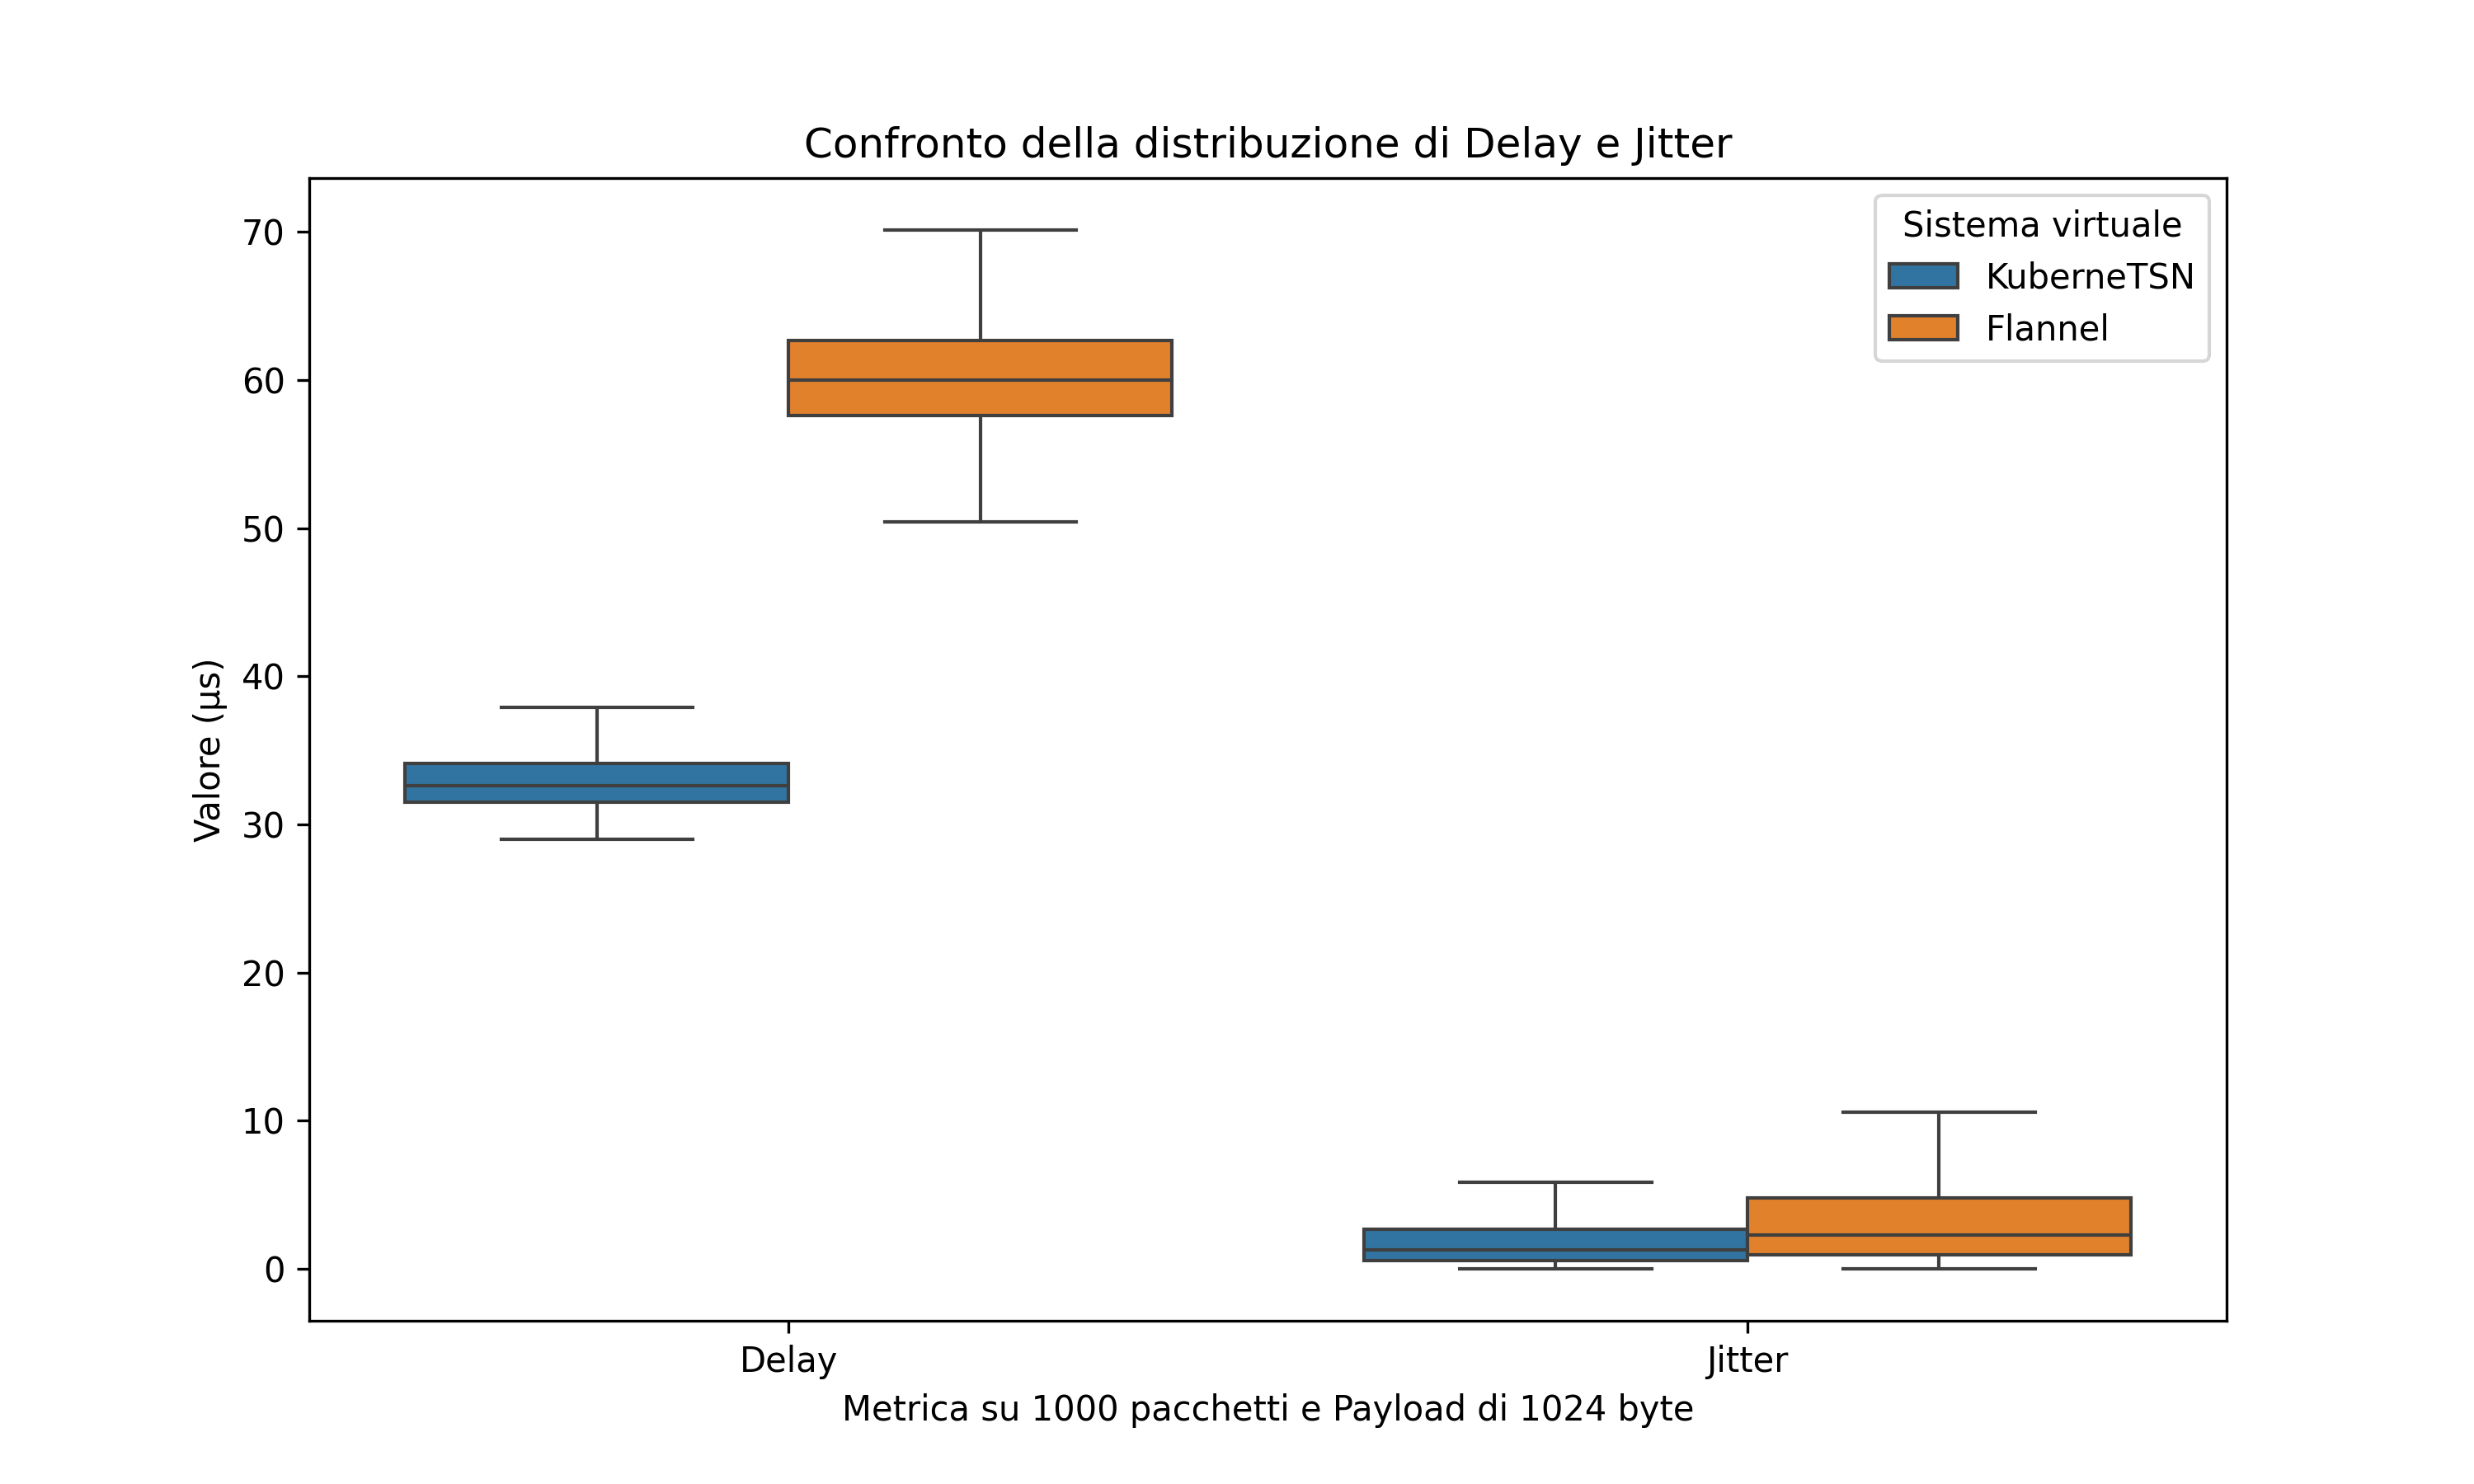 Confronto della distribuzione di Delay e Jitter
Sistema virtuale
KuberneTSN
Flannel
Valore (µs)
70
60
50
40
30
20
10
0
Delay
Jitter
Metrica su 1000 pacchetti e Payload di 1024 byte